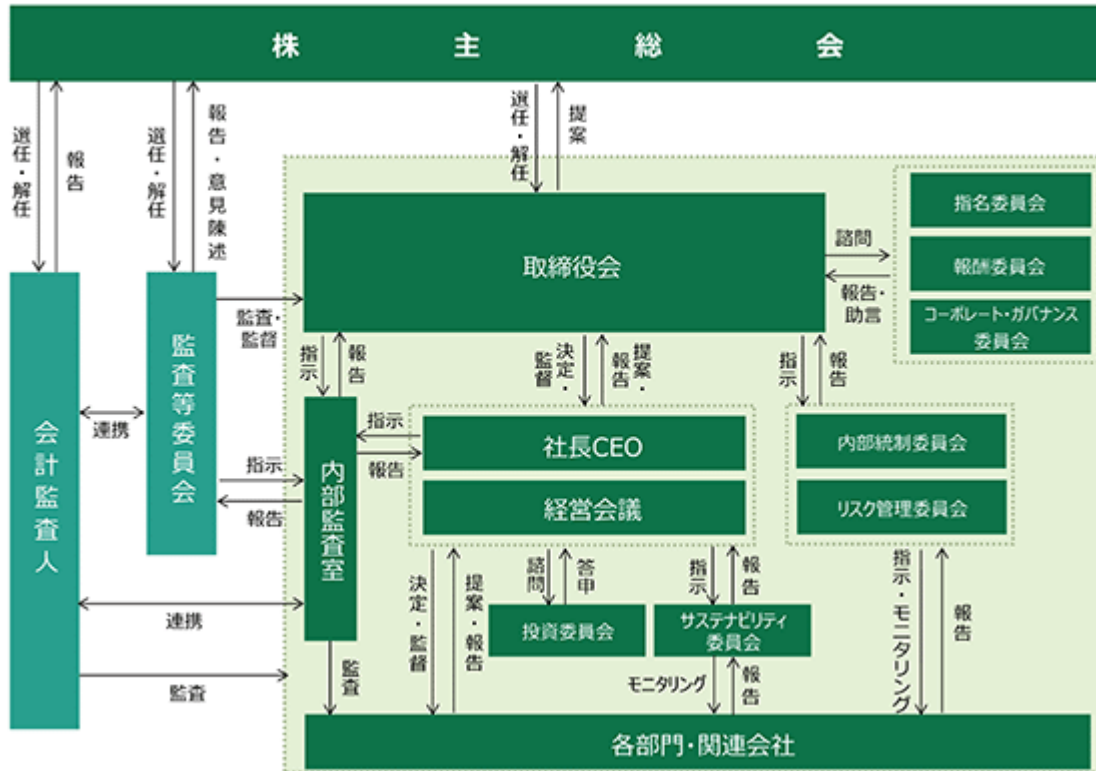 株主総会
選任・解任
報告
選任・解任
報告・意見陳述
選任・解任
提案
指名委員会
取締役会
諮問
報酬委員会
報告・
助言
コーポレート・ガバナンス
委員会
監査・
監督
指示
報告
決定・
監督
提案・
報告
指示
報告
会計監査人
監査等委員会
連携
内部監査室
指示
報告
社長CEO
内部統制委員会
指示
報告
経営会議
リスク管理委員会
決定・監督
提案・報告
諮問
答申
指示
報告
指示・モニタリング
報告
連携
投資委員会
サステナビリティ
委員会
監査
監査
モニタリング
報告
各部門・関連会社